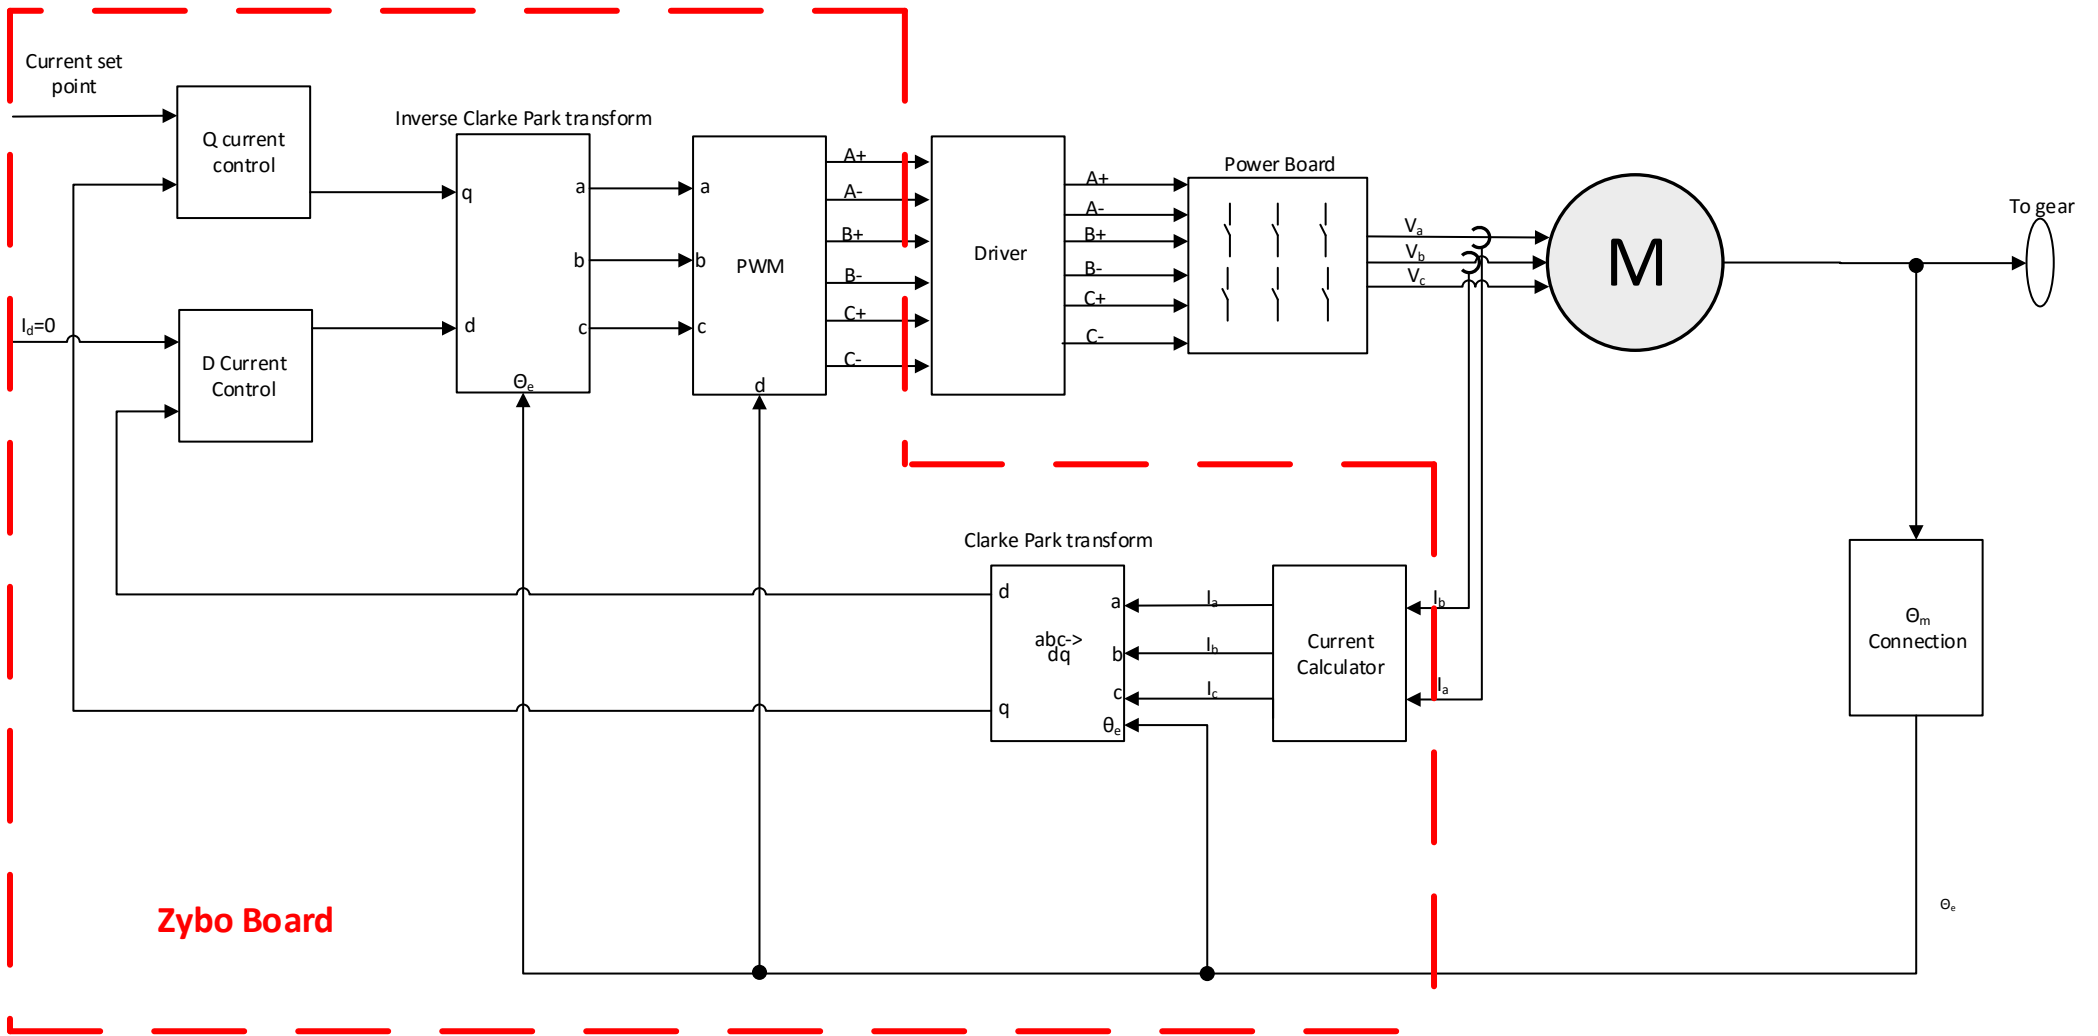 Current set
point
Q current
control
Inverse Clarke Park transform
q
a
b
c
d
Θe
a
b
c
d
PWM
A+
A-
B+
B-
C+
C-
Driver
A+
A-
B+
B-
C+
C-
Power Board
Va
Vb
Vc
M
To gear
Id=0
D Current
Control
Clarke Park transform
d
q
abc->
dq
a
b
c
θe
Ia
Ib
Ic
Current
Calculator
Ib
Ia
Θm
Connection
Θe
Zybo Board